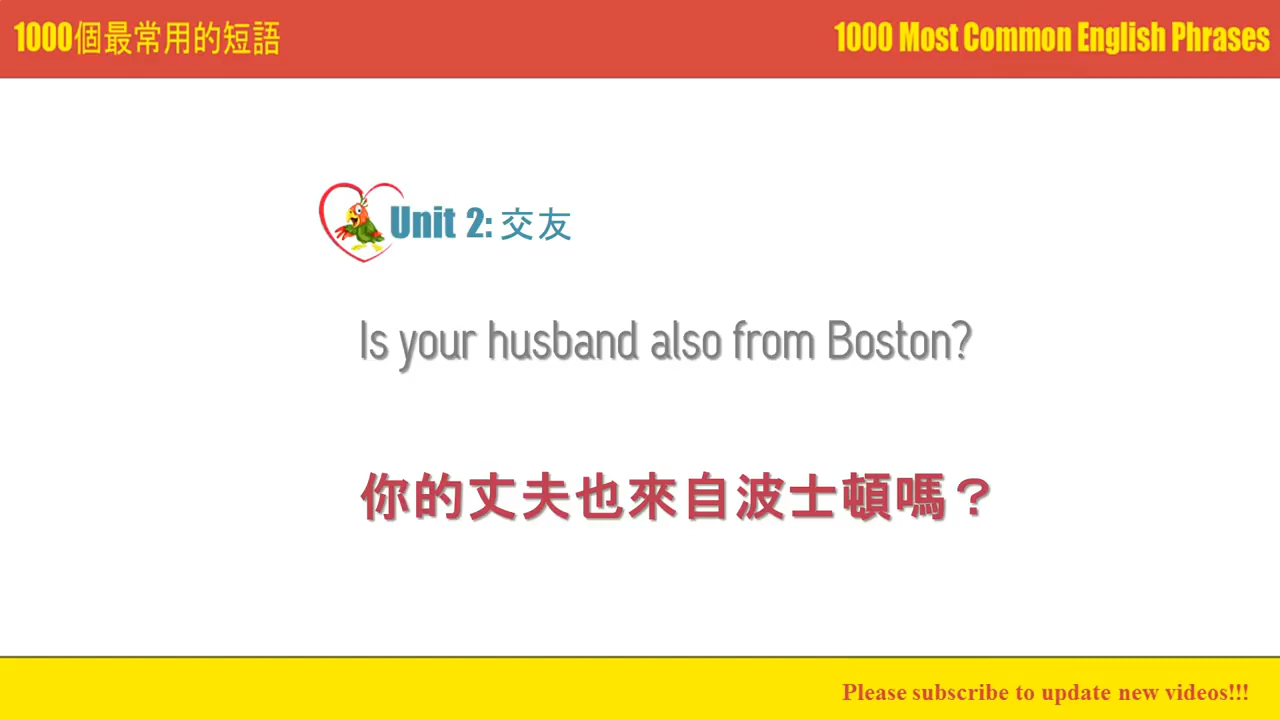 1000個最常用的短語
1000 Most Common English Phrases
Unit 2: 交友
Is your husband also from Boston?
你的丈夫也來自波士頓嗎？
Please subscribe to update new videos!!!